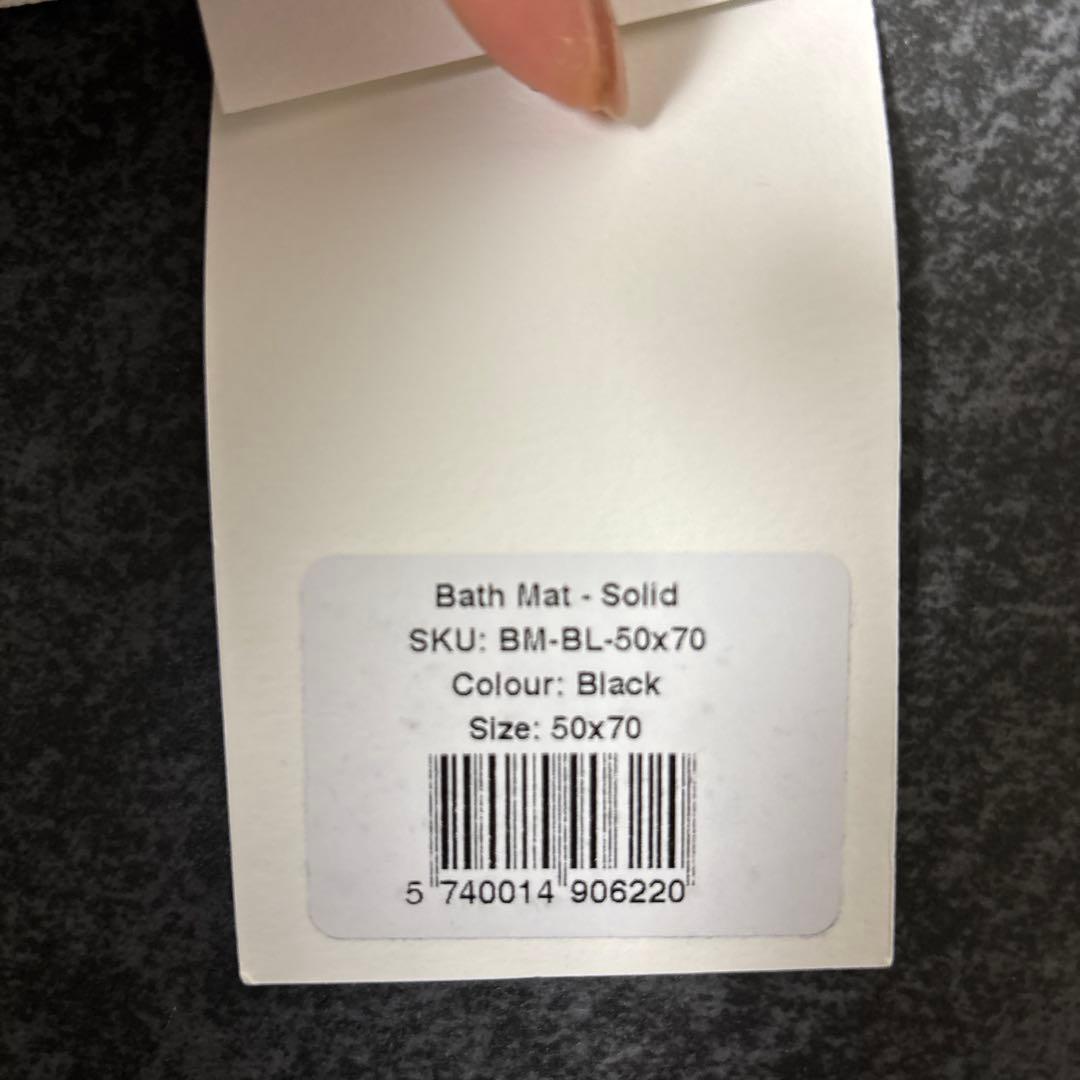 Bath Mat - Solid
SKU: BM-BL-50x70
Colour: Black
Size: 50x70
5 740014 906220